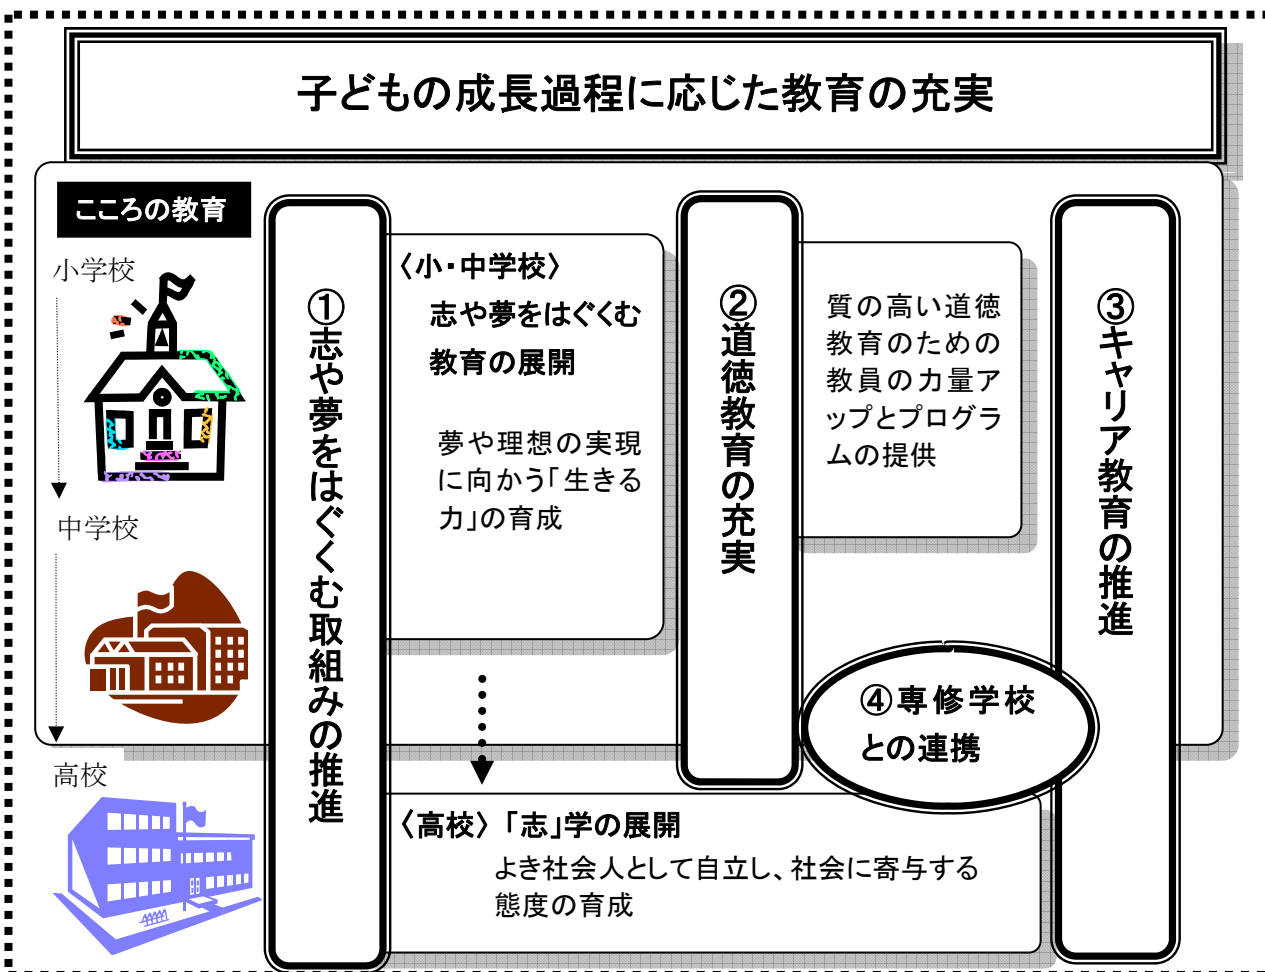 子どもの成長過程に応じた教育の充実
こころの教育
小学校
中学校
高校
①志や夢をはぐくむ取組みの推進
〈小・中学校〉
志や夢をはぐくむ
教育の展開
夢や理想の実現
に向かう「生きる
力」の育成
②道徳教育の充実
質の高い道徳
教育のための
教員の力量ア
ップとプログラ
ムの提供
③キャリア教育の推進
④専修学校
との連携
〈高校〉「志」学の展開
よき社会人として自立し、社会に寄与する
態度の育成